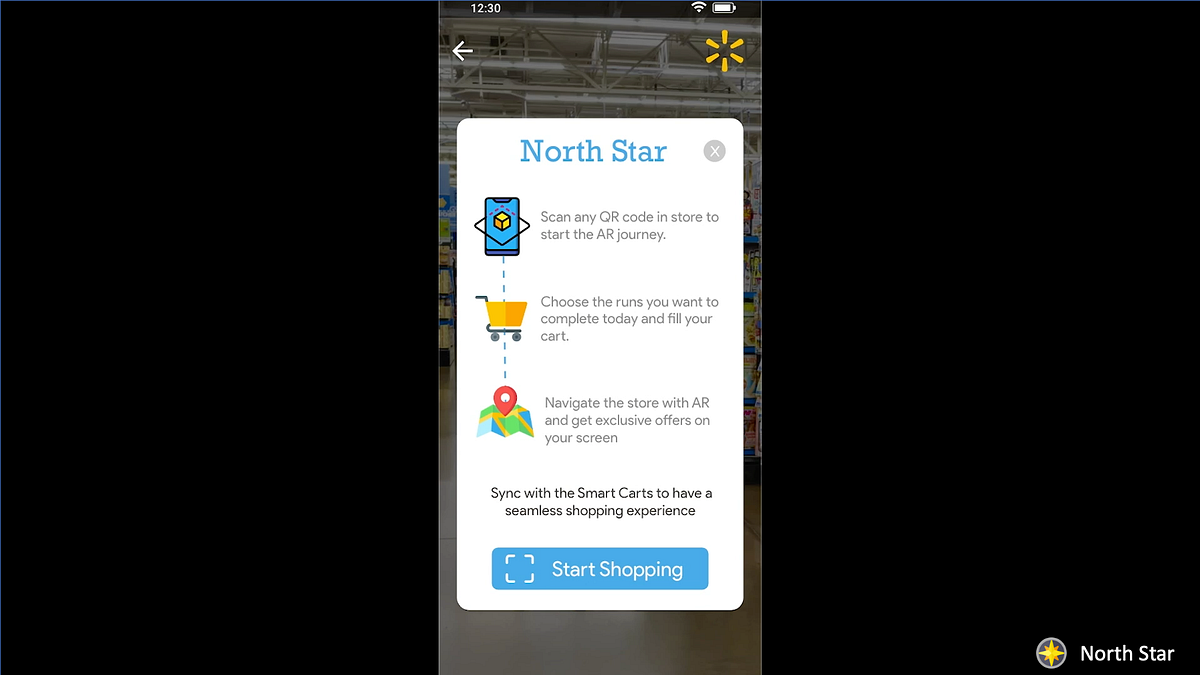 12:30
North Star
Scan any QR code in store to
start the AR journey.
Choose the runs you want to
complete today and fill your
cart.
Navigate the store with AR
and get exclusive offers on
your screen
Sync with the Smart Carts to have a
seamless shopping experience
Start Shopping
North Star